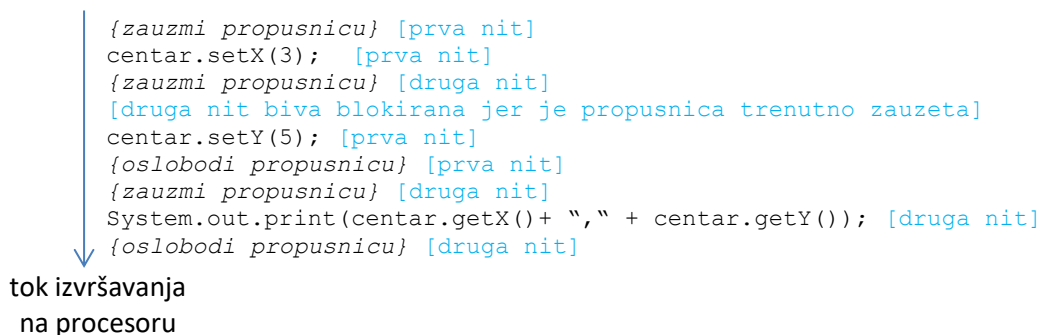 {zauzmi propusnicu} [prva nit]
centar.setX(3);  [prva nit]
{zauzmi propusnicu} [druga nit]
[druga nit biva blokirana jer je propusnica trenutno zauzeta]
centar.setY(5); [prva nit]
{oslobodi propusnicu} [prva nit]
{zauzmi propusnicu} [druga nit]
System.out.print(centar.getX()+ “,“ + centar.getY()); [druga nit]
{oslobodi propusnicu} [druga nit]
tok izvršavanja
na procesoru